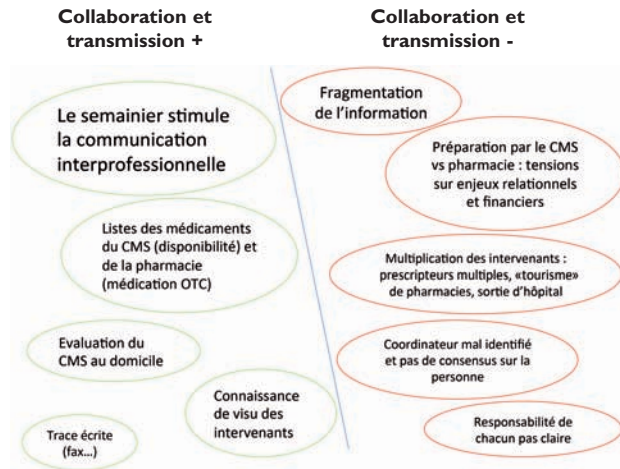 Collaboration et
transmission +
Le semainier stimule
la communication
interprofessionnelle
Listes des médicaments
du CMS (disponibilité) et
de la pharmacie
(médication OTC)
Evaluation du
CMS au domicile
Connaissance
de visu des
intervenants
Trace écrite
(fax...)
Collaboration et
transmission -
Fragmentation
de l'information
Préparation par le CMS
vs pharmacie : tensions
sur enjeux relationnels
et financiers
Multiplication des intervenants :
prescripteurs multiples, «tourisme»
de pharmacies, sortie d'hôpital
Coordinateur mal identifié
et pas de consensus sur la
personne
Responsabilité de
chacun pas claire